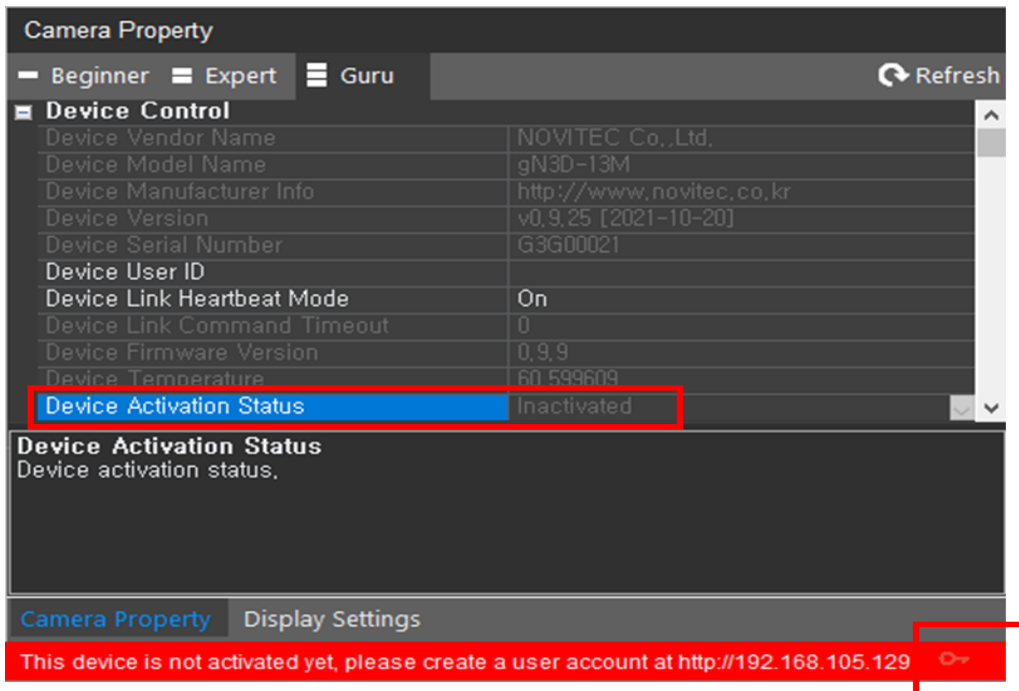 Camera Property
Beginner Expert Guru Refresh
Device Control
Device Vendor Name NOVITEC Co.,Ltd.
Device Model Name gN3D-13M
Device Manufacturer Info http://www.novitec.co.kr
Device Version v0.9.25 [2021-10-20]
Device Serial Number G3G00021
Device User ID
Device Link Heartbeat Mode On
Device Link Command Timeout 0
Device Firmware Version 0.9.9
Device Temperature 60.599609
Device Activation Status Inactivated
Device Activation Status
Device activation status.
Camera Property Display Settings
This device is not activated yet, please create a user account at http://192.168.105.129